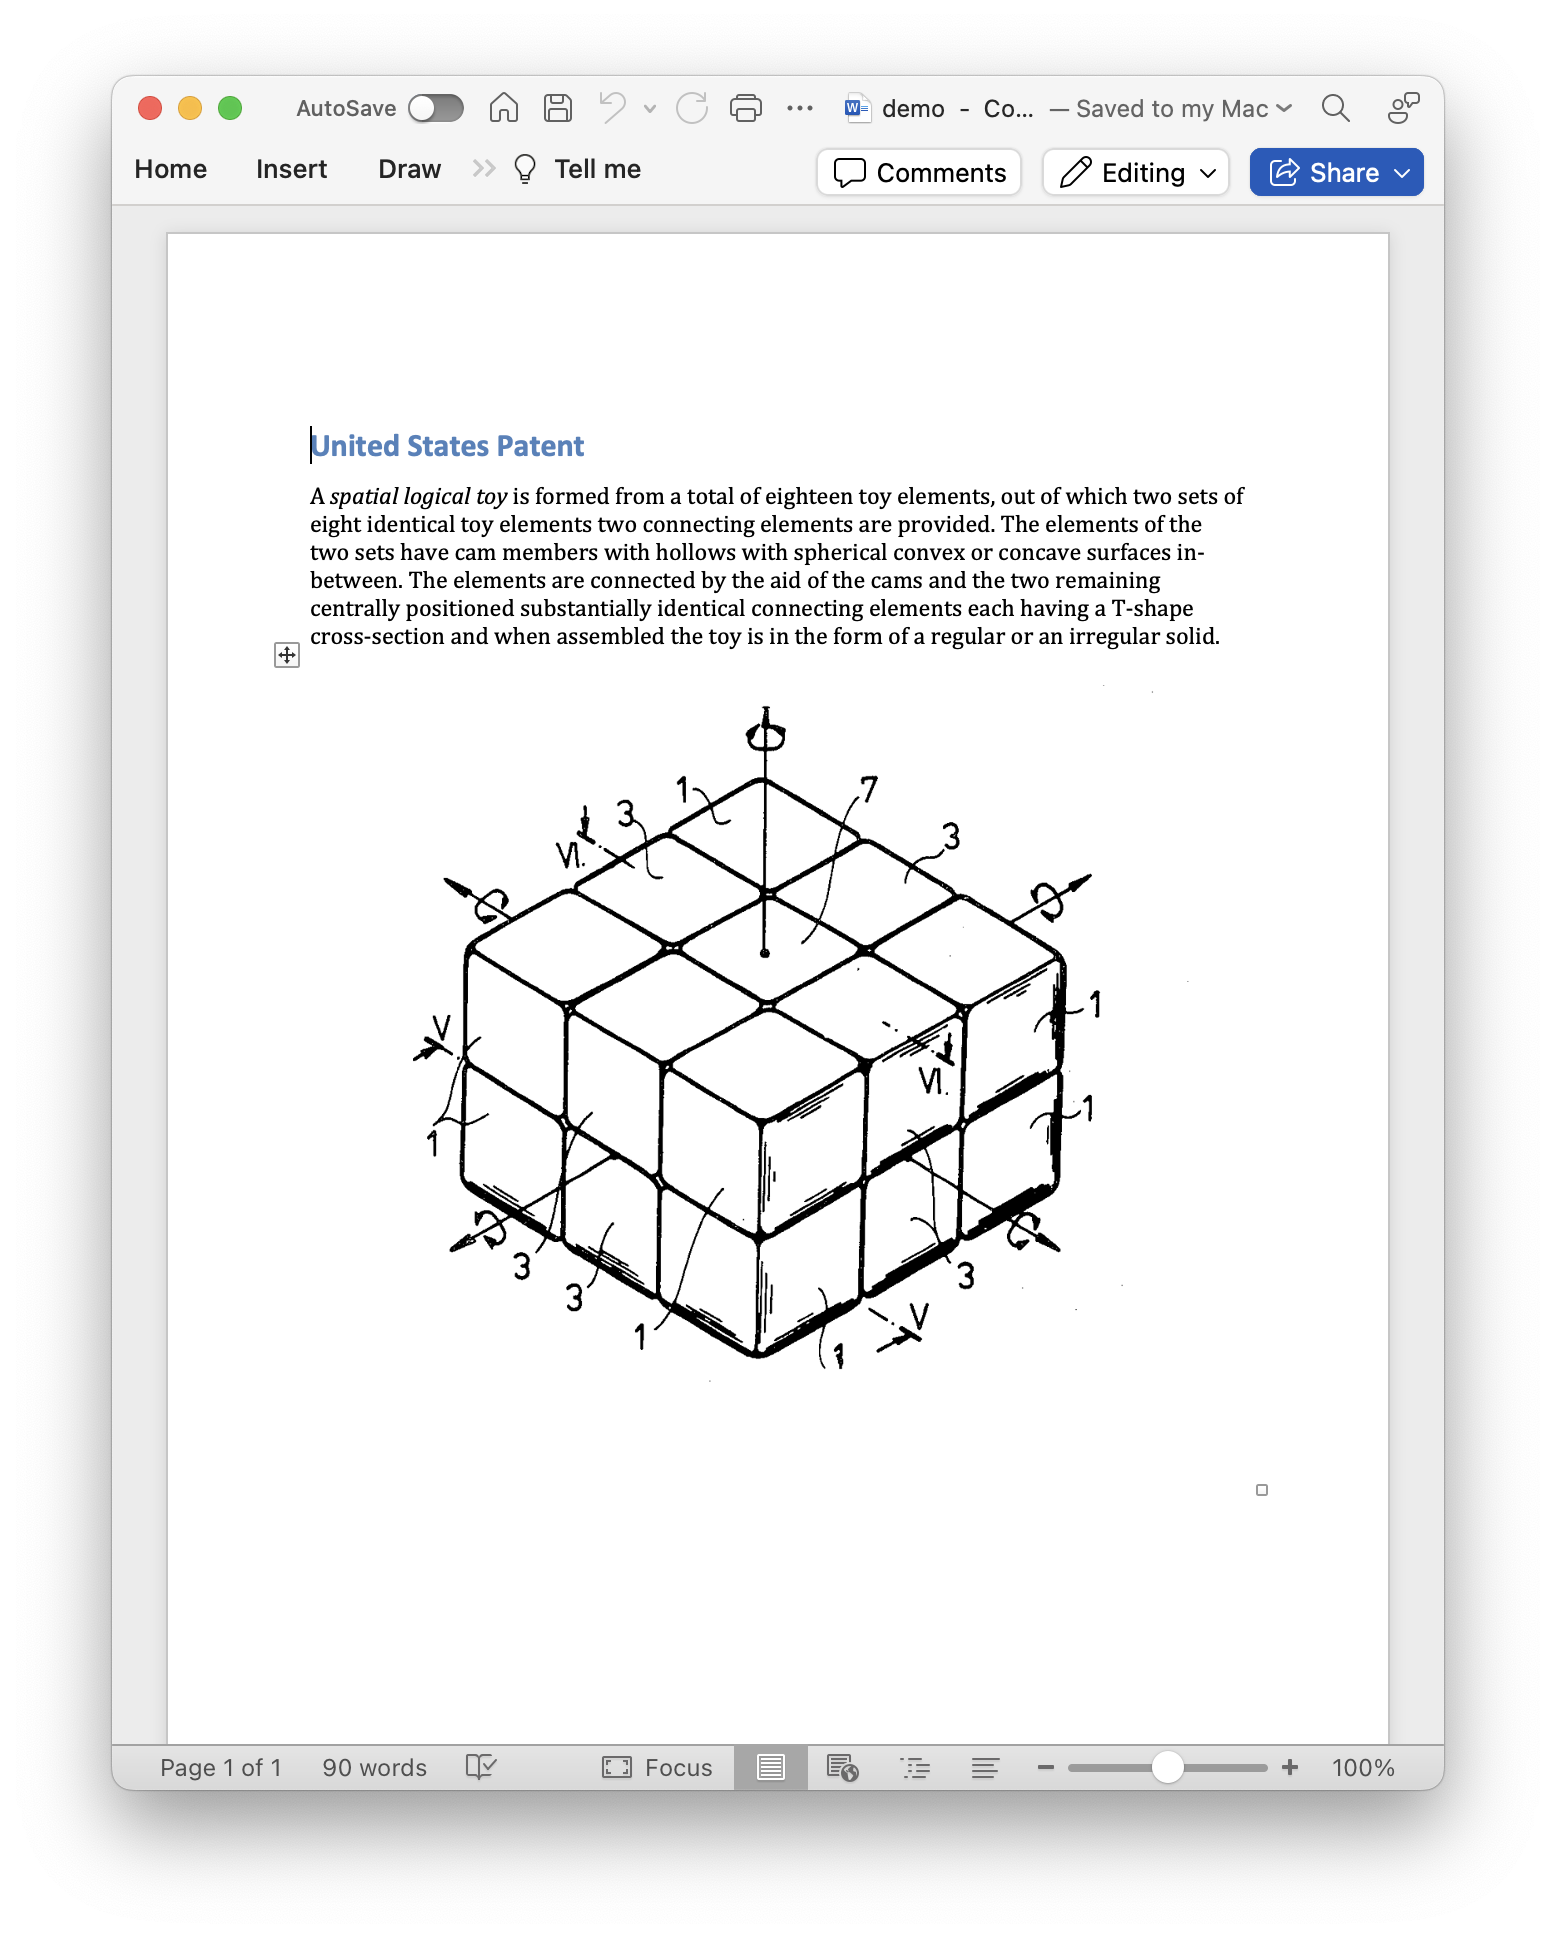 AutoSave
demo - Co... — Saved to my Mac
Home Insert Draw Tell me
Comments Editing Share
United States Patent
A spatial logical toy is formed from a total of eighteen toy elements, out of which two sets of
eight identical toy elements two connecting elements are provided. The elements of the
two sets have cam members with hollows with spherical convex or concave surfaces in-
between. The elements are connected by the aid of the cams and the two remaining
centrally positioned substantially identical connecting elements each having a T-shape
cross-section and when assembled the toy is in the form of a regular or an irregular solid.
1 7
3 3
VI.
1
V
VI.
1
1
3 3
3
1 V
1
Page 1 of 1 90 words Focus 100%